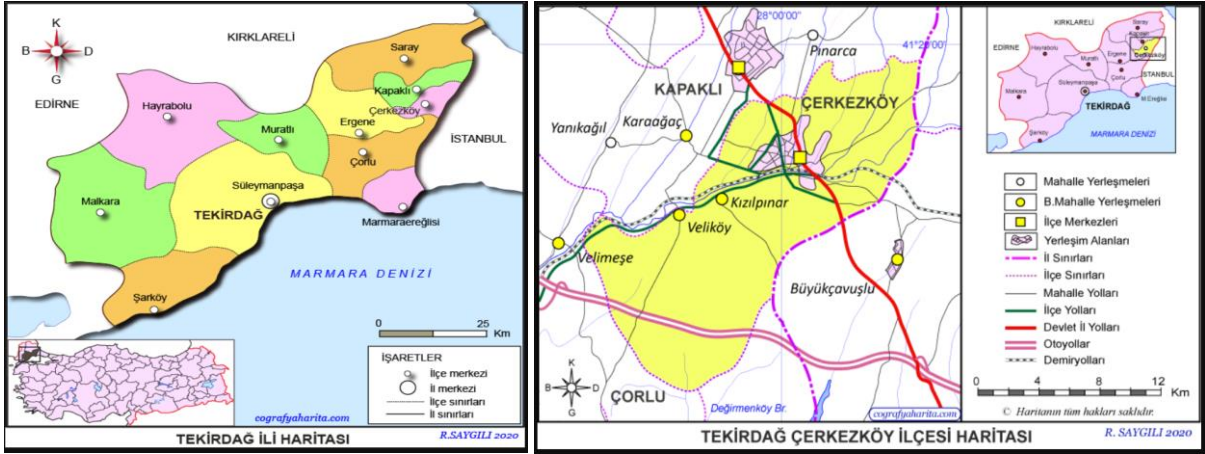 K
B D
G
KIRKLARELİ
EDİRNE
İSTANBUL
Saray
Kapaklı
Çerkezköy
Hayrabolu
Ergene
Muratlı
Çorlu
Süleymanpaşa
TEKİRDAĞ
Malkara
Marmaraereğlisi
MARMARA DENİZİ
Şarköy
0 25
Km
İŞARETLER
İlçe merkezi
İl merkezi
İlçe sınırları
İl sınırları
cografyaharita.com
TEKİRDAĞ İLİ HARİTASI
R.SAYGILI 2020
28°00'00"
Pınarca
KAPAKLI
ÇERKEZKÖY
Yanıkağıl
Karaağaç
Kızılpınar
Veliköy
Velimeşe
Büyükçavuşlu
K
B D
G
ÇORLU
Değirmenköy Br.
cografyaharita.com
KIRKLARELİ
Saray
EDİRNE
Hayrabolu
Çerkezköy
Muratlı
Ergene
İSTANBUL
Çorlu
Malkara
Süleymanpaşa
TEKİRDAĞ
M.Ereğlisi
Şarköy
MARMARA DENİZİ
Mahalle Yerleşmeleri
B.Mahalle Yerleşmeleri
İlçe Merkezleri
Yerleşim Alanları
İl Sınırları
İlçe Sınırları
Mahalle Yolları
İlçe Yolları
Devlet İl Yolları
Otoyollar
Demiryolları
0 4 8 12
Km
© Haritanın tüm hakları saklıdır.
TEKİRDAĞ ÇERKEZKÖY İLÇESİ HARİTASI
R. SAYGILI 2020